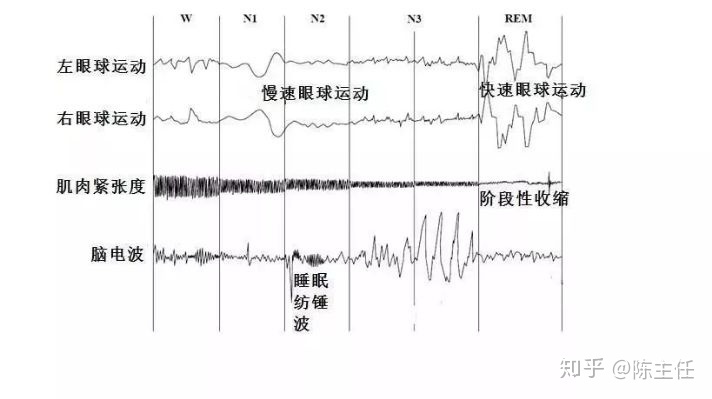 W N1 N2 N3 REM
左眼球运动
慢速眼球运动
快速眼球运动
右眼球运动
肌肉紧张度
阶段性收缩
脑电波
睡眠
纺锤
波
知乎 @陈主任